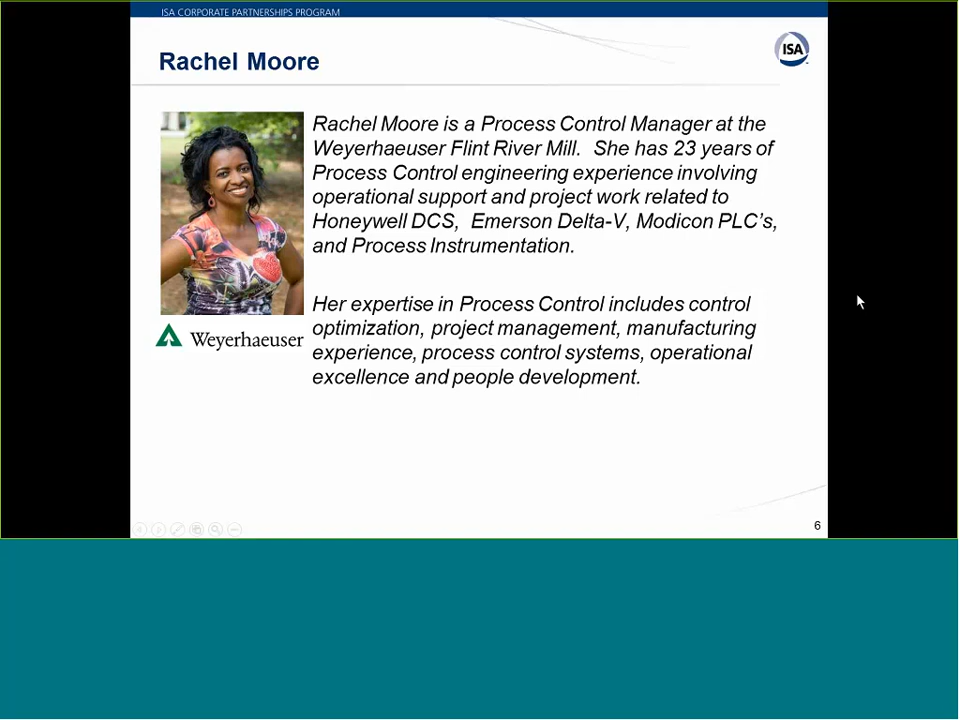 ISA CORPORATE PARTNERSHIPS PROGRAM
Rachel Moore
ISA
Rachel Moore is a Process Control Manager at the
Weyerhaeuser Flint River Mill.  She has 23 years of
Process Control engineering experience involving
operational support and project work related to
Honeywell DCS,  Emerson Delta-V, Modicon PLC's,
and Process Instrumentation.
Her expertise in Process Control includes control
optimization, project management, manufacturing
experience, process control systems, operational
excellence and people development.
Weyerhaeuser
6